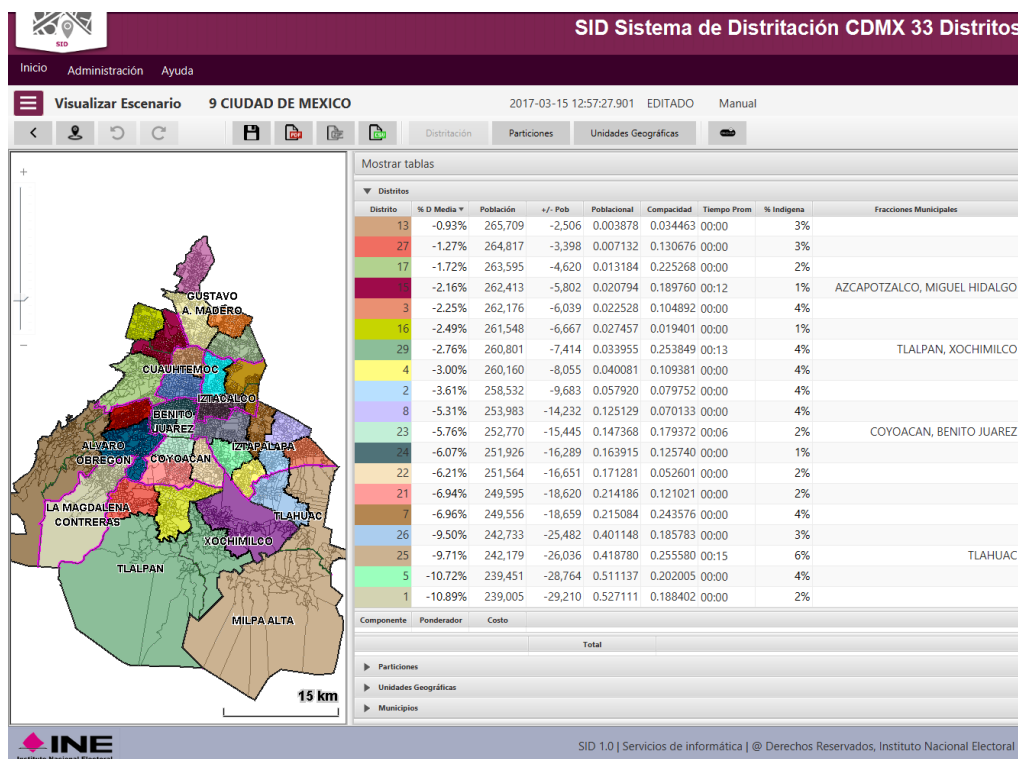 SID
SID Sistema de Distritación CDMX 33 Distritos
Inicio Administración Ayuda
Visualizar Escenario 9 CIUDAD DE MEXICO 2017-03-15 12:57:27.901 EDITADO Manual
Distritación Particiones Unidades Geográficas
Mostrar tablas
Distritos
Distrito % D Media Población +/- Pob Poblacional Compacidad Tiempo Prom % Indigena Fracciones Municipales
13 -0.93% 265,709 -2,506 0.003878 0.034463 00:00 3%
27 -1.27% 264,817 -3,398 0.007132 0.130676 00:00 3%
17 -1.72% 263,595 -4,620 0.013184 0.225268 00:00 2%
-2.16% 262,413 -5,802 0.020794 0.189760 00:12 1% AZCAPOTZALCO, MIGUEL HIDALGO
3 -2.25% 262,176 -6,039 0.022528 0.104892 00:00 4%
16 -2.49% 261,548 -6,667 0.027457 0.019401 00:00 1%
29 -2.76% 260,801 -7,414 0.033955 0.253849 00:13 4% TLALPAN, XOCHIMILCO
4 -3.00% 260,160 -8,055 0.040081 0.109381 00:00 4%
2 -3.61% 258,532 -9,683 0.057920 0.079752 00:00 4%
8 -5.31% 253,983 -14,232 0.125129 0.070133 00:00 4%
23 -5.76% 252,770 -15,445 0.147368 0.179372 00:06 2% COYOACAN, BENITO JUAREZ
24 -6.07% 251,926 -16,289 0.163915 0.125740 00:00 1%
22 -6.21% 251,564 -16,651 0.171281 0.052601 00:00 2%
21 -6.94% 249,595 -18,620 0.214186 0.121021 00:00 2%
7 -6.96% 249,556 -18,659 0.215084 0.243576 00:00 4%
26 -9.50% 242,733 -25,482 0.401148 0.185783 00:00 3%
25 -9.71% 242,179 -26,036 0.418780 0.255580 00:15 6% TLAHUAC
5 -10.72% 239,451 -28,764 0.511137 0.202005 00:00 4%
1 -10.89% 239,005 -29,210 0.527111 0.188402 00:00 2%
Componente Ponderador Costo
Total
Particiones
Unidades Geográficas
Municipios
GUSTAVO
A. MADERO
CUAUHTEMOC
IZTACALCO
BENITO
JUAREZ
ALVARO
OBREGON
COYOACAN
IZTAPALAPA
LA MAGDALENA
CONTRERAS
TLAHUAC
XOCHIMILCO
TLALPAN
MILPA ALTA
15 km
INE
Instituto Nacional Electoral
SID 1.0 | Servicios de informática | @ Derechos Reservados, Instituto Nacional Electoral